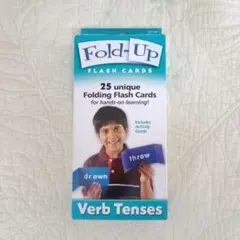 Fold-Up
FLASH CARDS
25 unique
Folding Flash Cards
for hands-on learning!
Includes
Activity
Guide
throw
drown
Verb Tenses